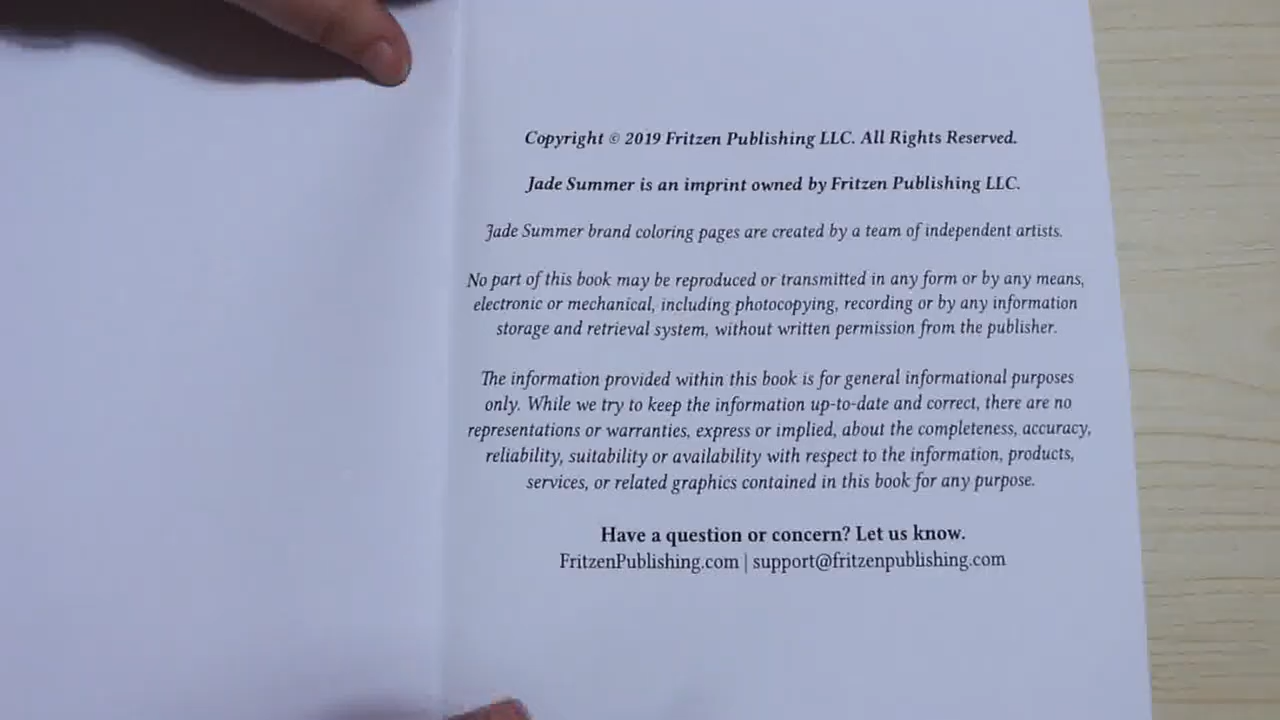 Copyright © 2019 Fritzen Publishing LLC. All Rights Reserved.
Jade Summer is an imprint owned by Fritzen Publishing LLC.
Jade Summer brand coloring pages are created by a team of independent artists.
No part of this book may be reproduced or transmitted in any form or by any means,
electronic or mechanical, including photocopying, recording or by any information
storage and retrieval system, without written permission from the publisher.
The information provided within this book is for general informational purposes
only. While we try to keep the information up-to-date and correct, there are no
representations or warranties, express or implied, about the completeness, accuracy,
reliability, suitability or availability with respect to the information, products,
services, or related graphics contained in this book for any purpose.
Have a question or concern? Let us know.
FritzenPublishing.com | support@fritzenpublishing.com